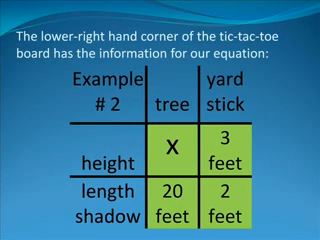 The lower-right hand corner of the tic-tac-toe
board has the information for our equation:
Example yard
# 2 tree stick
x 3
height feet
length 20 2
shadow feet feet